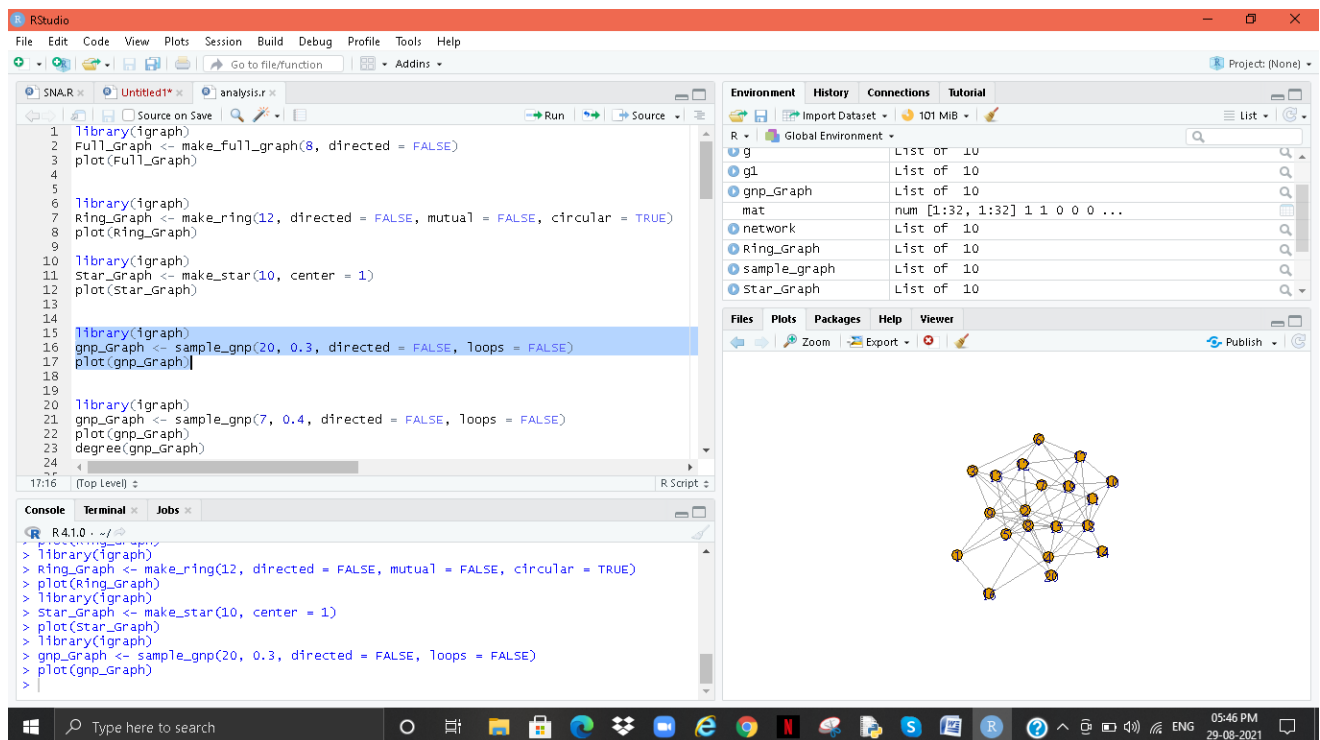 RStudio
File Edit Code View Plots Session Build Debug Profile Tools Help
Go to file/function Addins Project: (None)
SNA.R Untitled1* analysis.r
Source on Save Run Source
1 library(igraph)
2 Full_Graph <- make_full_graph(8, directed = FALSE)
3 plot(Full_Graph)
4
5
6 library(igraph)
7 Ring_Graph <- make_ring(12, directed = FALSE, mutual = FALSE, circular = TRUE)
8 plot(Ring_Graph)
9
10 library(igraph)
11 Star_Graph <- make_star(10, center = 1)
12 plot(Star_Graph)
13
14
15 library(igraph)
16 gnp_Graph <- sample_gnp(20, 0.3, directed = FALSE, loops = FALSE)
17 plot(gnp_Graph)
18
19
20 library(igraph)
21 gnp_Graph <- sample_gnp(7, 0.4, directed = FALSE, loops = FALSE)
22 plot(gnp_Graph)
23 degree(gnp_Graph)
24
17:16 (Top Level) R Script
Console Terminal Jobs
R 4.1.0 · ~/
> plot(Ring_Graph)
> library(igraph)
> Ring_Graph <- make_ring(12, directed = FALSE, mutual = FALSE, circular = TRUE)
> plot(Ring_Graph)
> library(igraph)
> Star_Graph <- make_star(10, center = 1)
> plot(Star_Graph)
> library(igraph)
> gnp_Graph <- sample_gnp(20, 0.3, directed = FALSE, loops = FALSE)
> plot(gnp_Graph)
>
Environment History Connections Tutorial
Import Dataset 101 MiB List
R Global Environment
g List of 10
g1 List of 10
gnp_Graph List of 10
mat num [1:32, 1:32] 1 1 0 0 0 ...
network List of 10
Ring_Graph List of 10
sample_graph List of 10
Star_Graph List of 10
Files Plots Packages Help Viewer
Zoom Export Publish
Type here to search
ENG
05:46 PM
29-08-2021